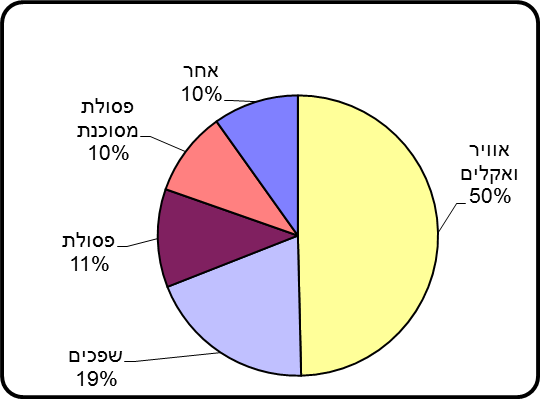 אחר
10%
פסולת
מסוכנת
10%
אוויר
ואקלים
50%
פסולת
11%
שפכים
19%